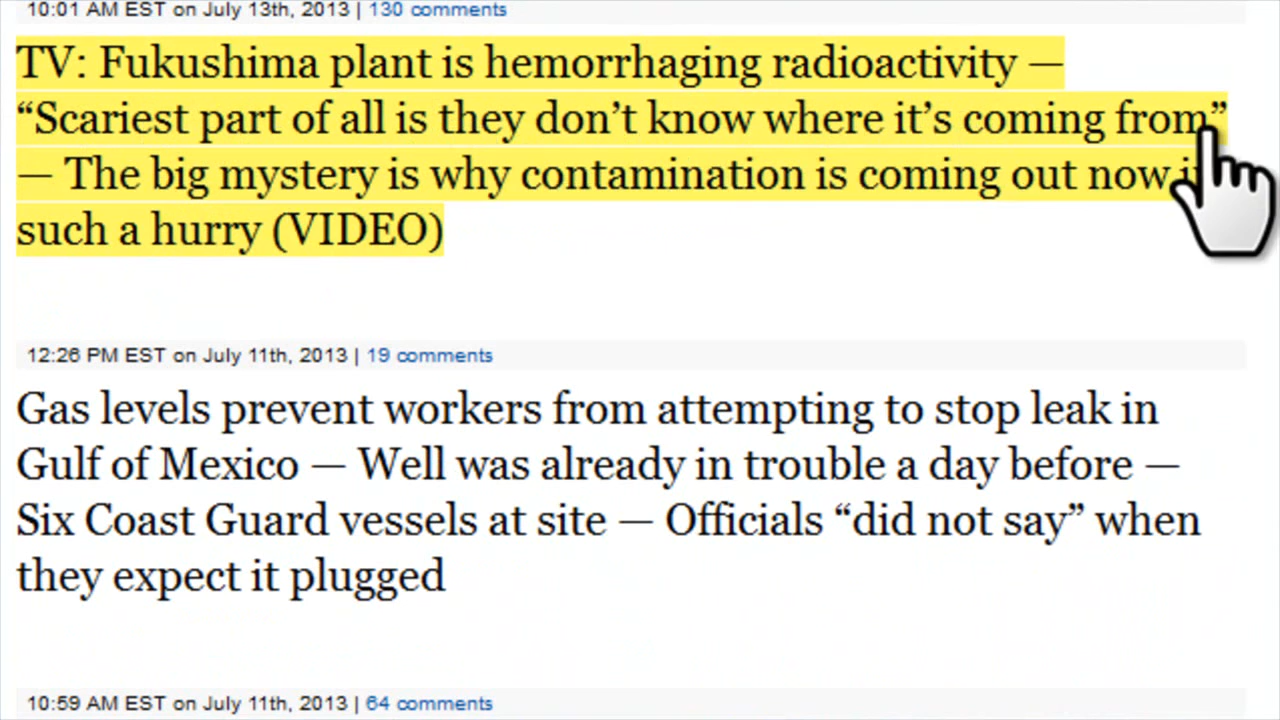 10:01 AM EST on July 13th, 2013 | 130 comments
TV: Fukushima plant is hemorrhaging radioactivity —
“Scariest part of all is they don’t know where it’s coming from”
— The big mystery is why contamination is coming out now
such a hurry (VIDEO)
12:26 PM EST on July 11th, 2013 | 19 comments
Gas levels prevent workers from attempting to stop leak in
Gulf of Mexico — Well was already in trouble a day before —
Six Coast Guard vessels at site — Officials “did not say” when
they expect it plugged
10:59 AM EST on July 11th, 2013 | 64 comments